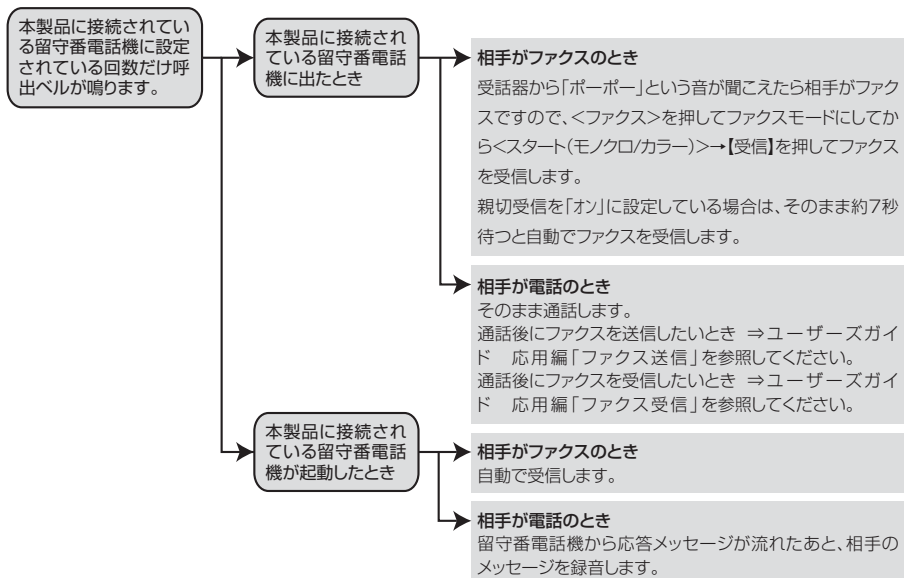 本製品に接続されてい
る留守番電話機に設定
されている回数だけ呼
出ベルが鳴ります。
本製品に接続され
ている留守番電話
機に出たとき
相手がファクスのとき
受話器から「ポーポー」という音が聞こえたら相手がファク
スですので、<ファクス>を押してファクスモードにしてか
ら<スタート(モノクロ/カラー)>→【受信】を押してファクス
を受信します。
親切受信を「オン」に設定している場合は、そのまま約7秒
待つと自動でファクスを受信します。
相手が電話のとき
そのまま通話します。
通話後にファクスを送信したいとき ⇒ユーザーズガイ
ド 応用編「ファクス送信」を参照してください。
通話後にファクスを受信したいとき ⇒ユーザーズガイ
ド 応用編「ファクス受信」を参照してください。
本製品に接続され
ている留守番電話
機が起動したとき
相手がファクスのとき
自動で受信します。
相手が電話のとき
留守番電話機から応答メッセージが流れたあと、相手の
メッセージを録音します。